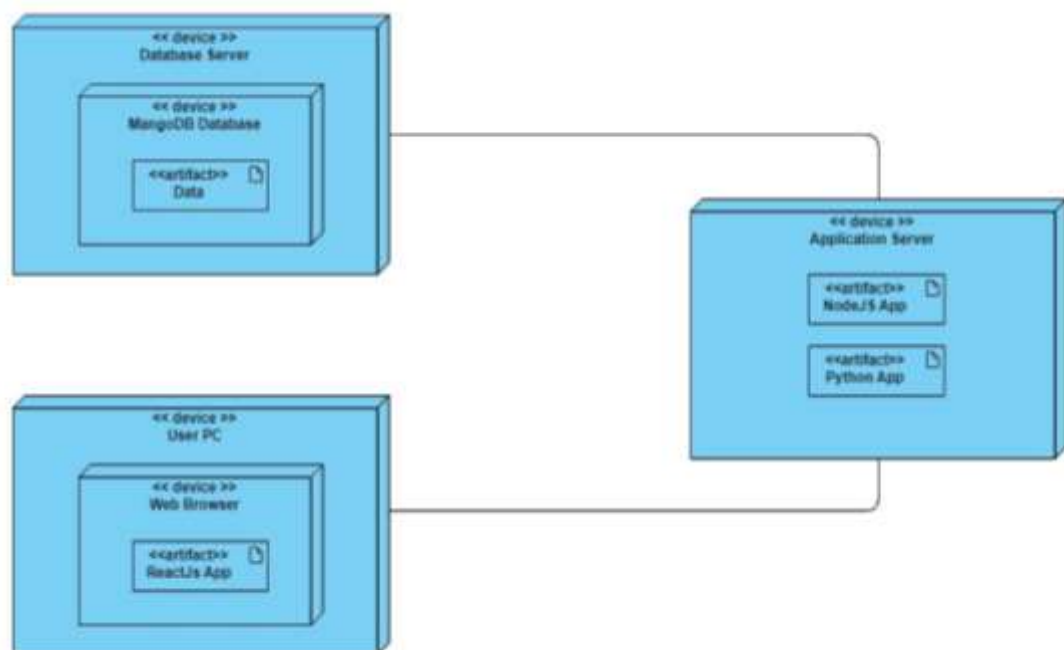 << device >>
Database Server
<< device >>
MangoDB Database
<<artifact>>
Data
<< device >>
Application Server
<<artifact>>
NodeJS App
<<artifact>>
Python App
<< device >>
User PC
<< device >>
Web Browser
<<artifact>>
ReactJs App